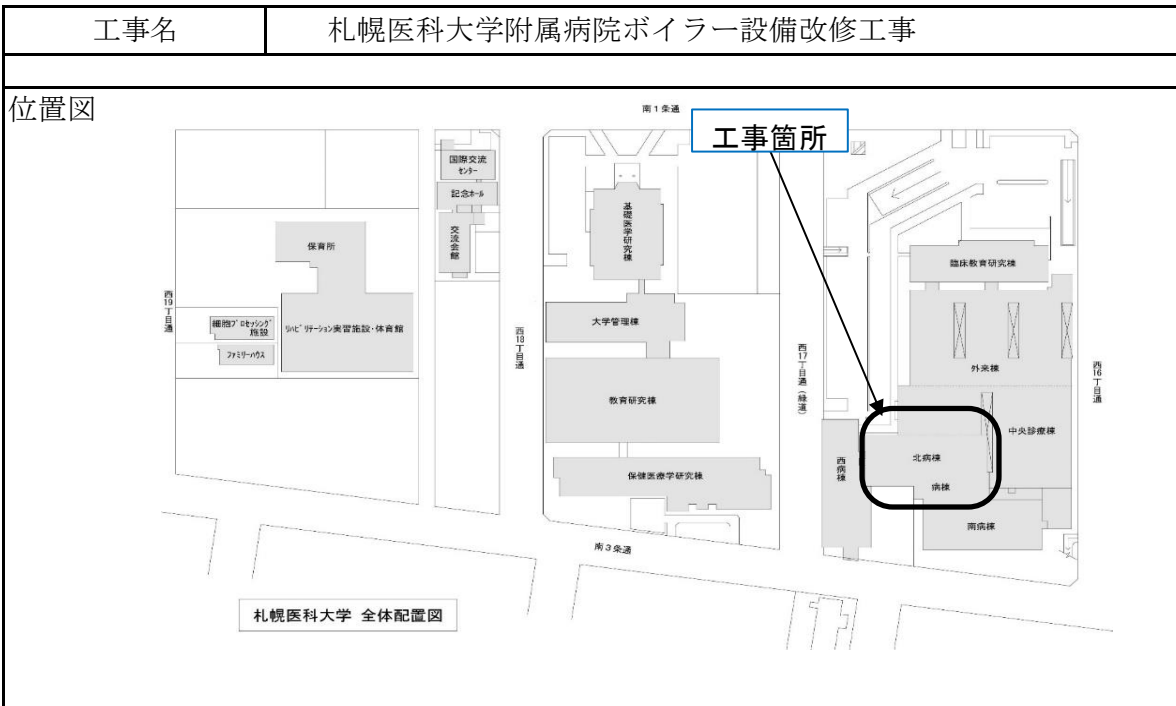 工事名
札幌医科大学附属病院ボイラー設備改修工事
位置図
南1条通
工事箇所
国際交流
センター
記念ホール
交流会館
基礎医学研究棟
保育所
臨床教育研究棟
西19丁目通
細胞プロセッシング
施設
ファミリーハウス
リハビリテーション実習施設・体育館
西18丁目通
大学管理棟
西17丁目通(緑道)
外来棟
西16丁目通
教育研究棟
中央診療棟
西病棟
北病棟
病棟
保健医療学研究棟
南病棟
南3条通
札幌医科大学 全体配置図